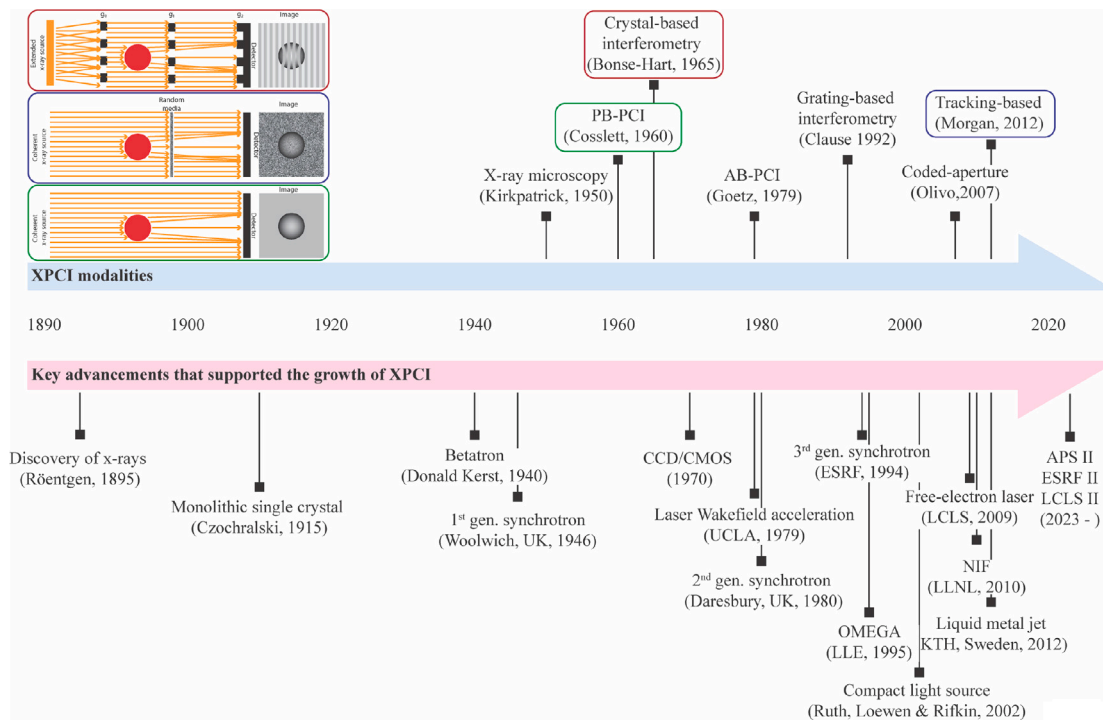 g₀ g₁ g₂
Image
Extended
x-ray source
Detector
Random
media
Image
Coherent
x-ray source
Detector
Image
Coherent
x-ray source
Detector
Crystal-based
interferometry
(Bonse-Hart, 1965)
PB-PCI
(Cosslett, 1960)
X-ray microscopy
(Kirkpatrick, 1950)
AB-PCI
(Goetz, 1979)
Grating-based
interferometry
(Clause 1992)
Tracking-based
(Morgan, 2012)
Coded-aperture
(Olivo,2007)
XPCI modalities
1890 1900 1920 1940 1960 1980 2000 2020
Key advancements that supported the growth of XPCI
Discovery of x-rays
(Röentgen, 1895)
Monolithic single crystal
(Czochralski, 1915)
Betatron
(Donald Kerst, 1940)
1st gen. synchrotron
(Woolwich, UK, 1946)
CCD/CMOS
(1970)
Laser Wakefield acceleration
(UCLA, 1979)
2nd gen. synchrotron
(Daresbury, UK, 1980)
3rd gen. synchrotron
(ESRF, 1994)
OMEGA
(LLE, 1995)
Compact light source
(Ruth, Loewen & Rifkin, 2002)
Free-electron laser
(LCLS, 2009)
NIF
(LLNL, 2010)
Liquid metal jet
KTH, Sweden, 2012)
APS II
ESRF II
LCLS II
(2023 - )